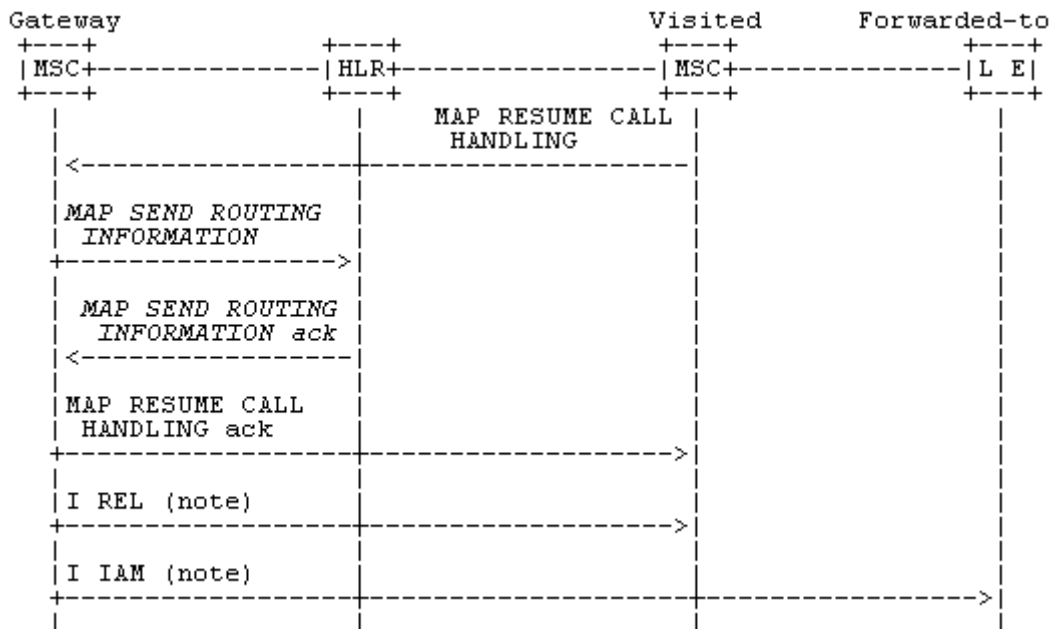 Gateway Visited Forwarded-to
MSC HLR MSC L E
MAP RESUME CALL
HANDLING
MAP SEND ROUTING
INFORMATION
MAP SEND ROUTING
INFORMATION ack
MAP RESUME CALL
HANDLING ack
I REL (note)
I IAM (note)